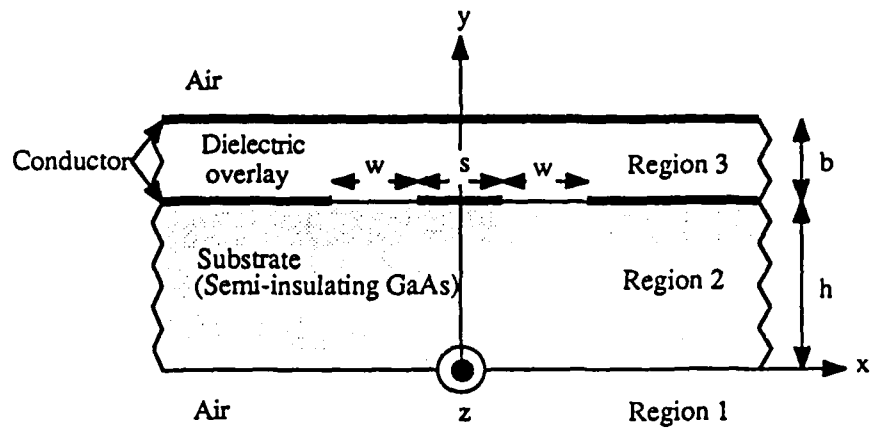 y
Air
Conductor
Dielectric
overlay
w
s
w
Region 3
b
Substrate
(Semi-insulating GaAs)
Region 2
h
x
Air
z
Region 1